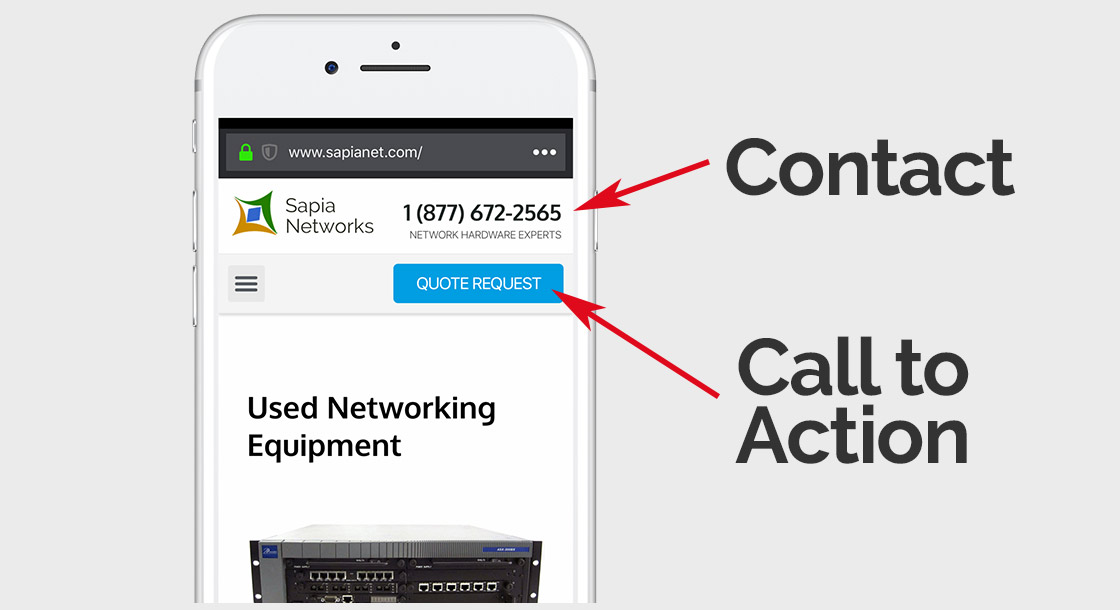 www.sapianet.com/
Sapia
Networks
1 (877) 672-2565
NETWORK HARDWARE EXPERTS
QUOTE REQUEST
Used Networking
Equipment
Contact
Call to
Action